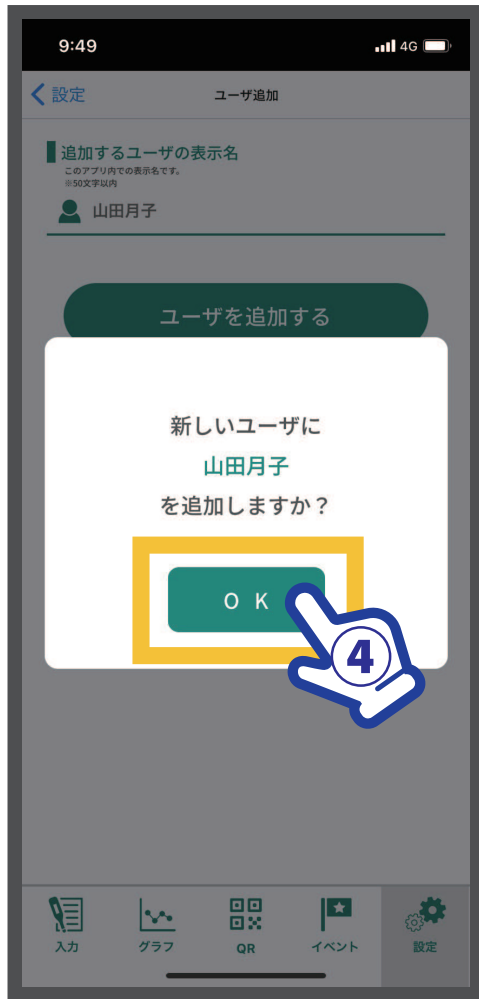 9:49
4G
設定
ユーザ追加
追加するユーザの表示名
このアプリ内での表示名です。
※50文字以内
山田月子
ユーザを追加する
新しいユーザに
山田月子
を追加しますか？
O K
④
入力
グラフ
QR
イベント
設定